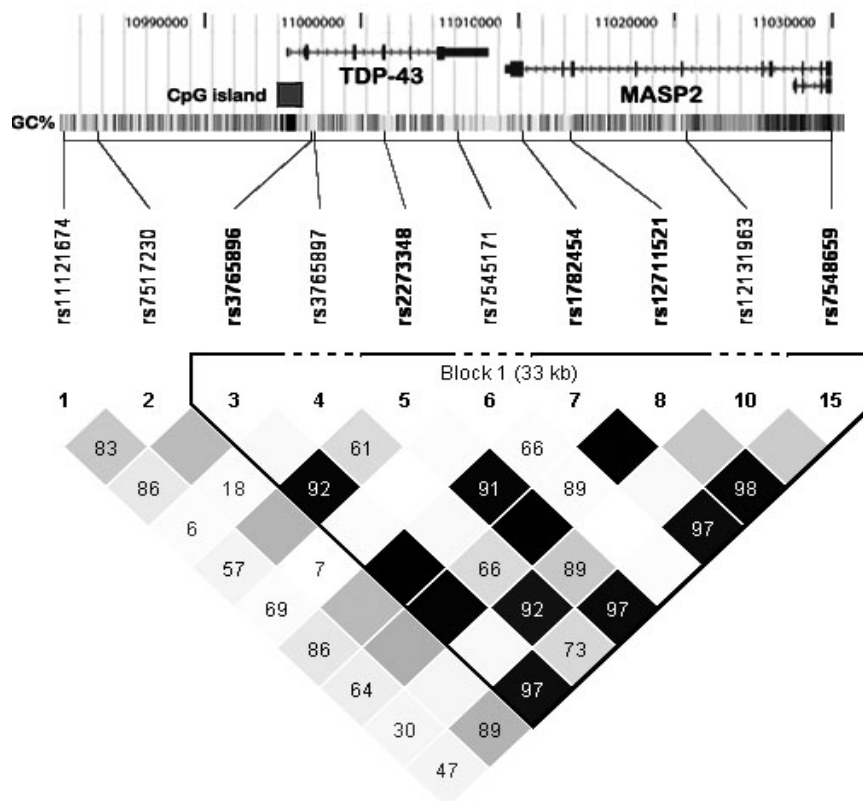 10990000 11000000 11010000 11020000 11030000
TDP-43
CpG island
MASP2
GC%
rs11121674
rs7517230
rs3765896
rs3765897
rs2273348
rs7545171
rs1782454
rs12711521
rs12131963
rs7548659
Block 1 (33 kb)
1 2 3 4 5 6 7 8 10 15
83 61 66
86 18 92 91 89 98
6 97
57 7 66 89
69 92 97
86 73
64 97
30 89
47